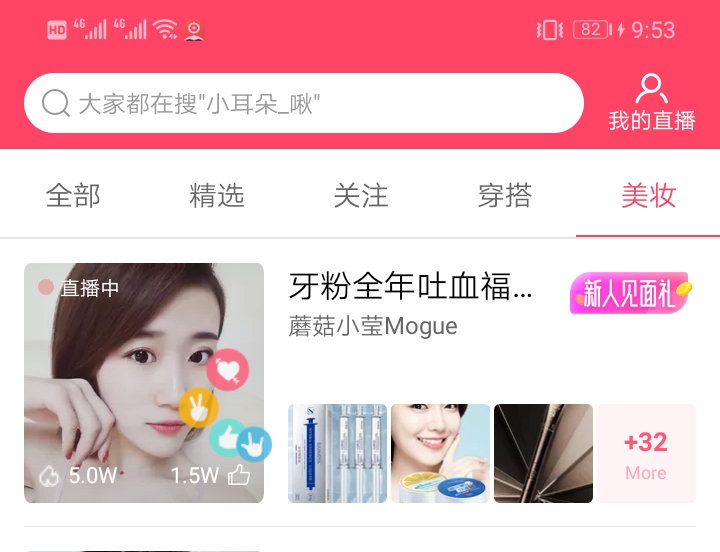 HD 4G 4G 82 9:53
大家都在搜"小耳朵_啾"
我的直播
全部 精选 关注 穿搭 美妆
直播中
牙粉全年吐血福...
新人见面礼
蘑菇小莹Mogue
5.0W 1.5W
+32
More